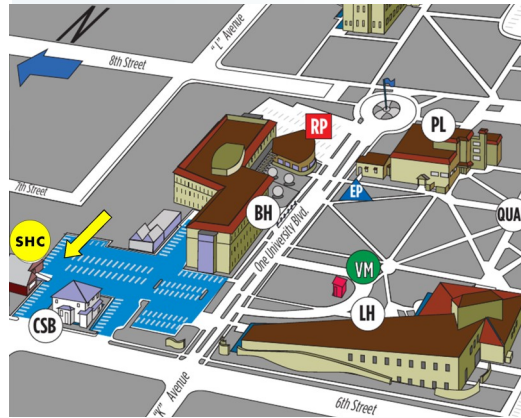 N
"L" Avenue
8th Street
RP
PL
EP
7th Street
BH
QUA
SHC
One University Blvd.
VM
CSB
LH
"K" Avenue
6th Street